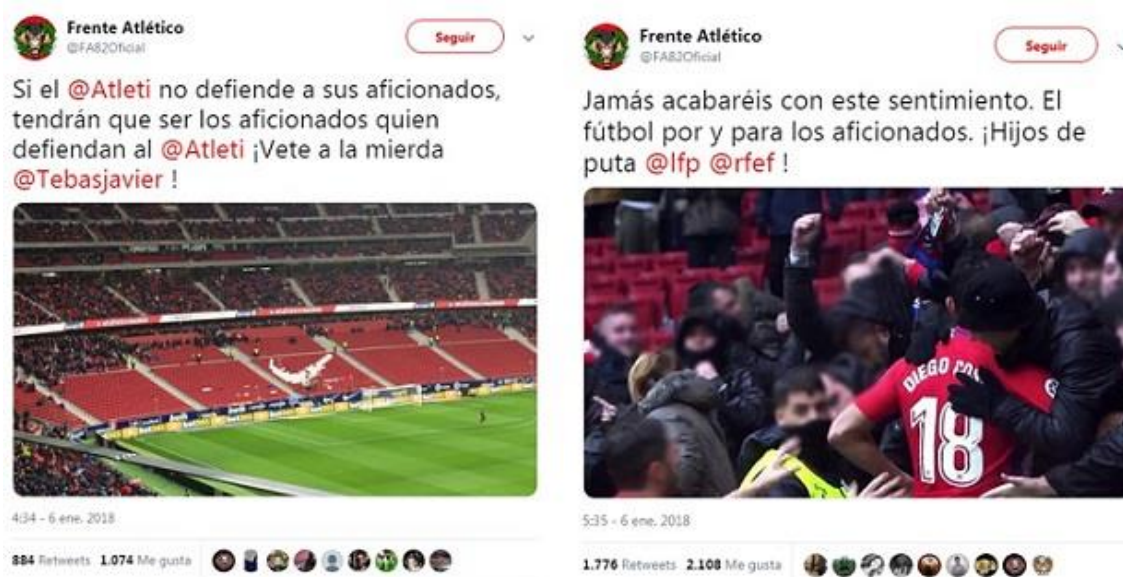 Frente Atlético
@FA82Oficial
Seguir
Si el @Atleti no defiende a sus aficionados,
tendrán que ser los aficionados quien
defiendan al @Atleti ¡Vete a la mierda
@Tebasjavier !
4:34 - 6 ene. 2018
884 Retweets 1.074 Me gusta
Frente Atlético
@FA82Oficial
Seguir
Jamás acabaréis con este sentimiento. El
fútbol por y para los aficionados. ¡Hijos de
puta @lfp @rfef !
DIEGO
18
5:35 - 6 ene. 2018
1.776 Retweets 2.108 Me gusta